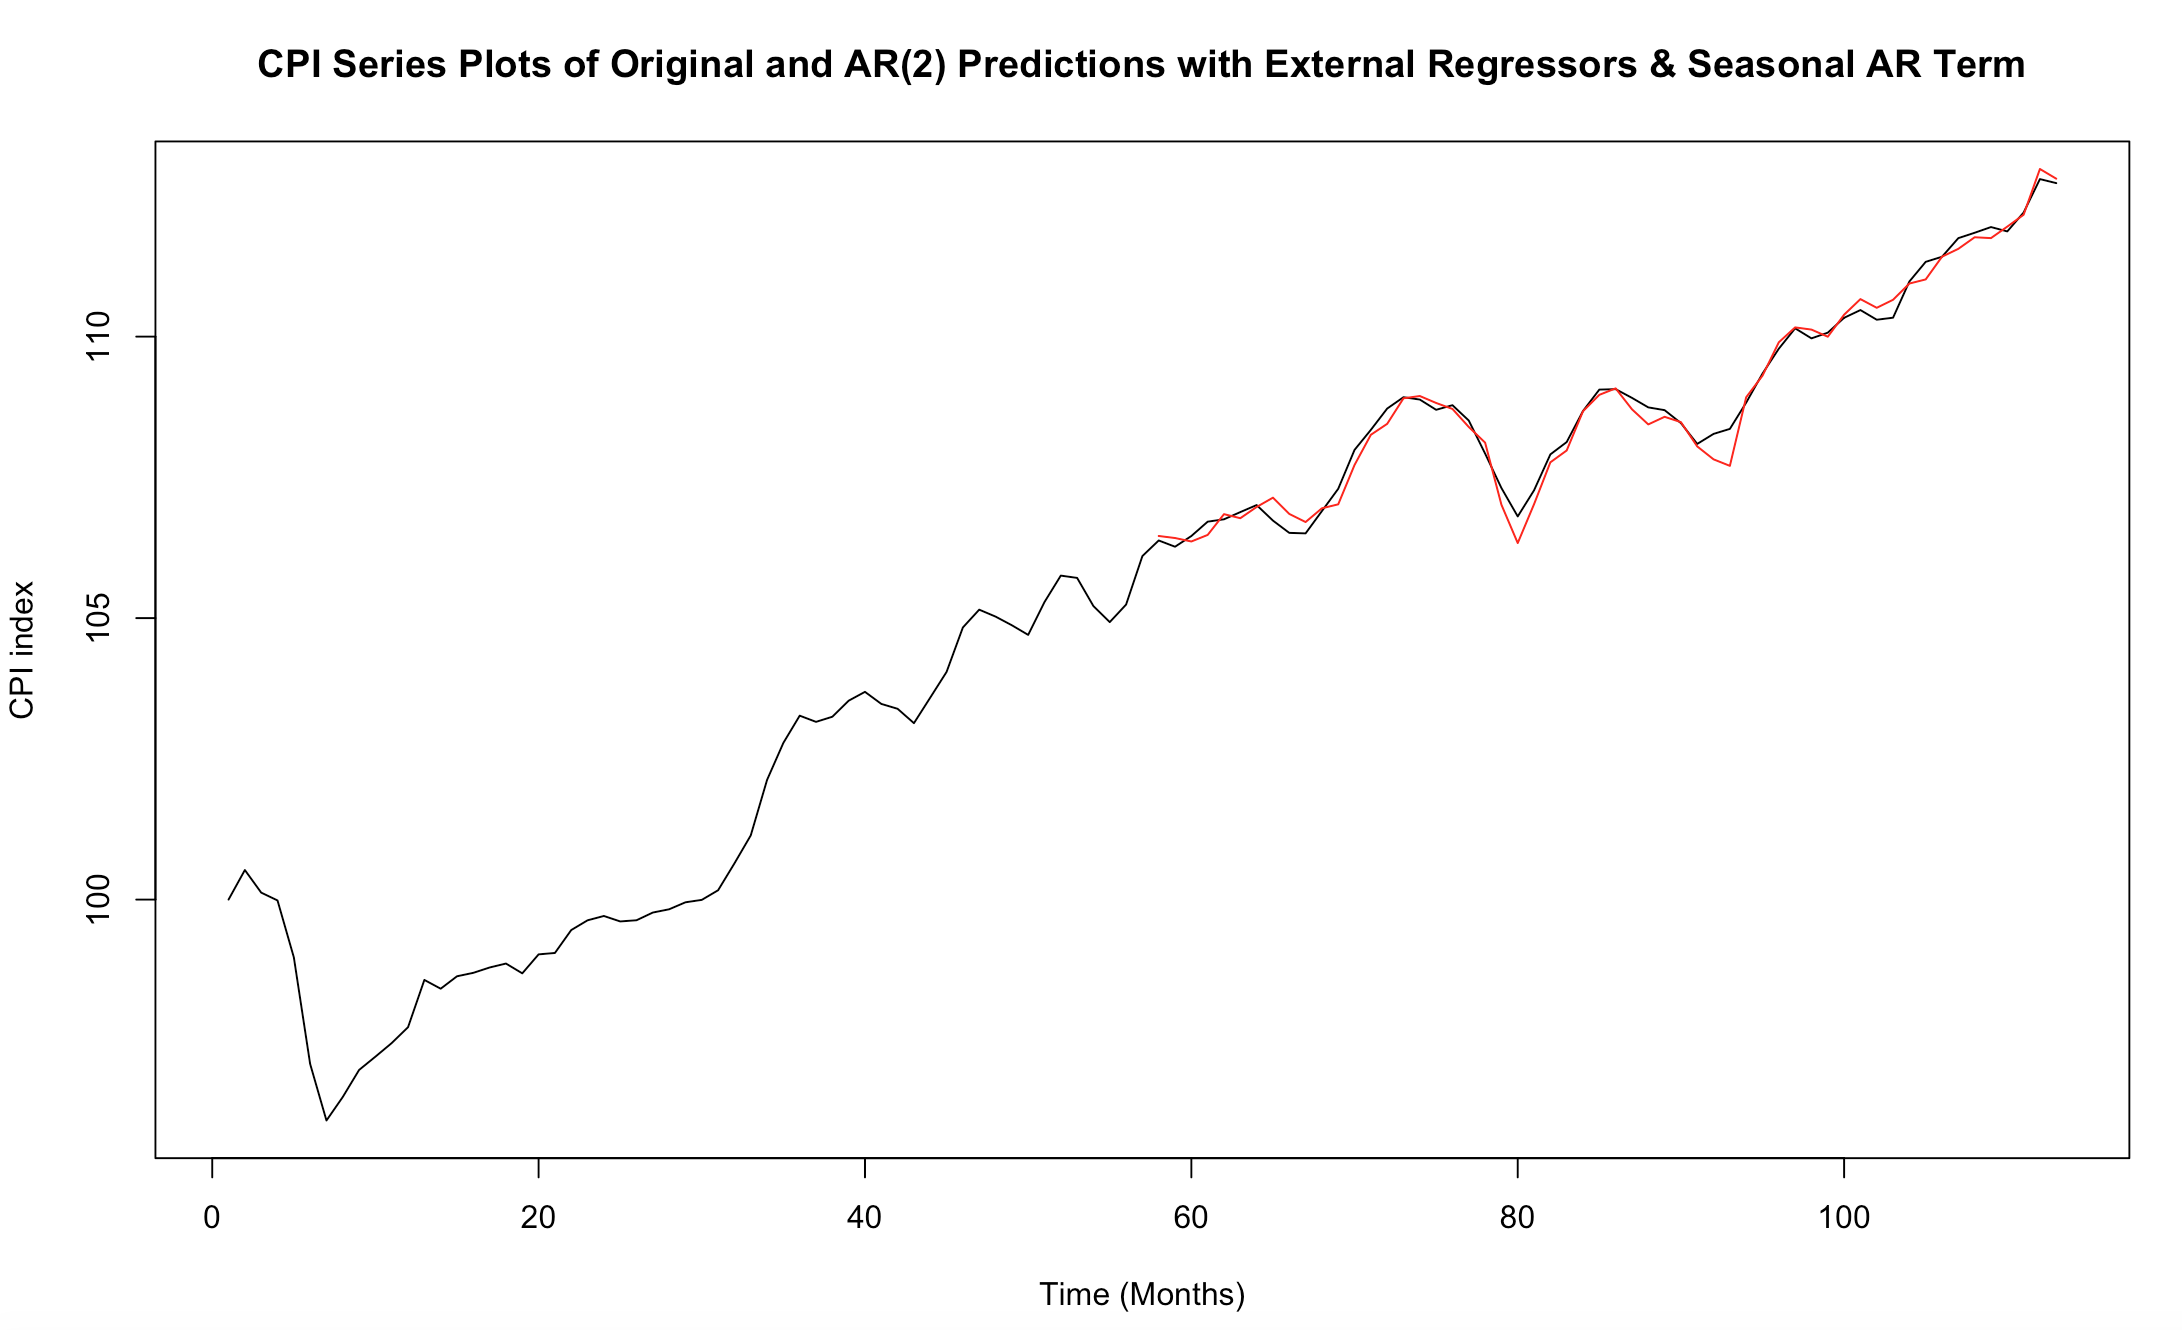 CPI Series Plots of Original and AR(2) Predictions with External Regressors & Seasonal AR Term
CPI index
110
105
100
0 20 40 60 80 100
Time (Months)